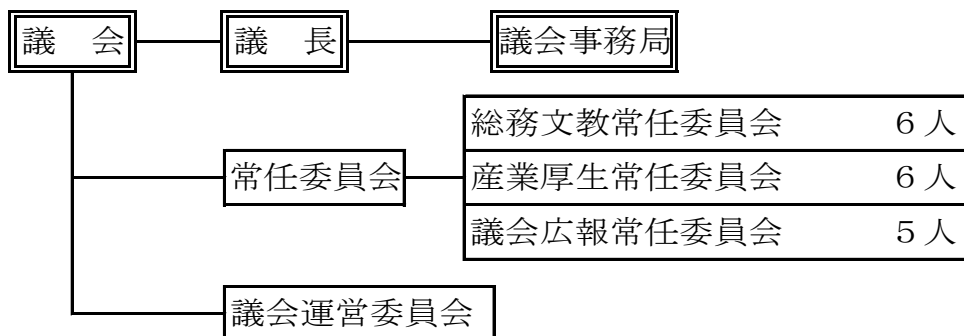 議　会　議　長　議会事務局
総務文教常任委員会　６人
常任委員会　産業厚生常任委員会　６人
議会広報常任委員会　５人
議会運営委員会